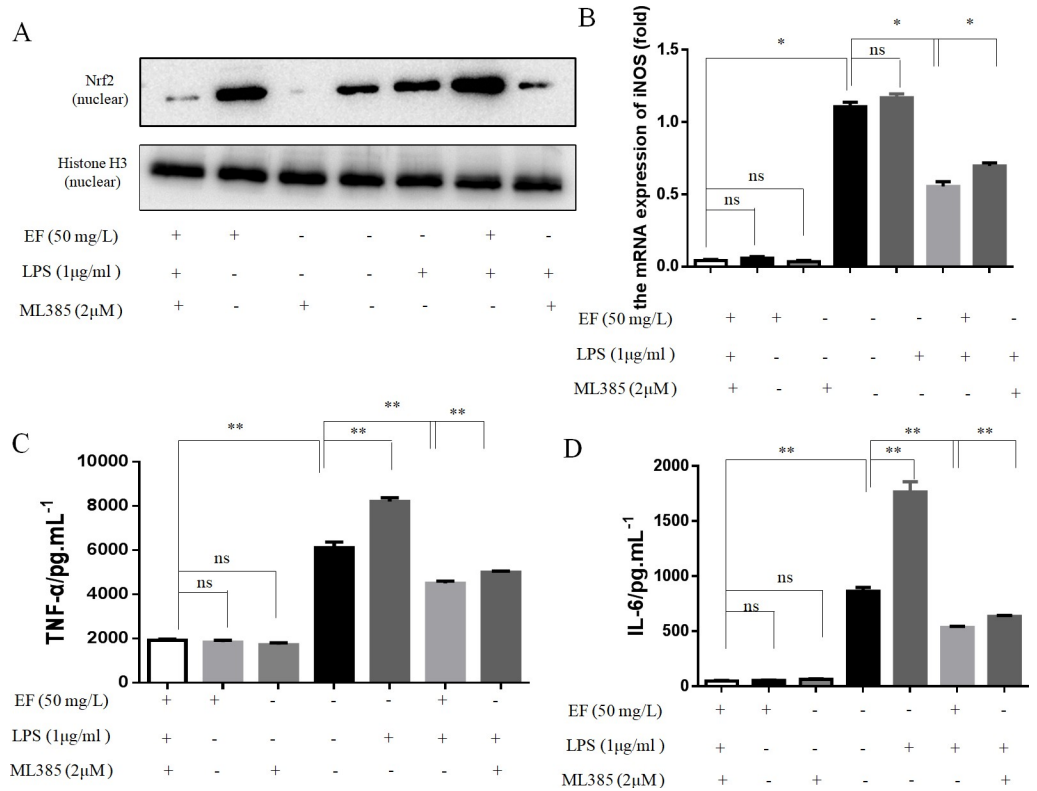 A
Nrf2
(nuclear)
Histone H3
(nuclear)
EF (50 mg/L) + + - - - + -
LPS (1μg/ml ) + - - - + + +
ML385 (2μM ) + - + - - - +
B
the mRNA expression of iNOS (fold)
1.5
1.0
0.5
0.0
*
*
*
ns
ns
ns
EF (50 mg/L) + + - - - + -
LPS (1μg/ml ) + - - - + + +
ML385 (2μM) + - + - - - +
C
TNF-α/pg.mL-1
10000
8000
6000
4000
2000
0
**
**
**
**
ns
ns
EF (50 mg/L) + + - - - + -
LPS (1μg/ml ) + - - - + + +
ML385 (2μM) + - + - - - +
D
IL-6/pg.mL-1
2000
1500
1000
500
0
**
**
**
**
ns
ns
EF (50 mg/L) + + - - - + -
LPS (1μg/ml ) + - - - + + +
ML385 (2μM) + - + - - - +